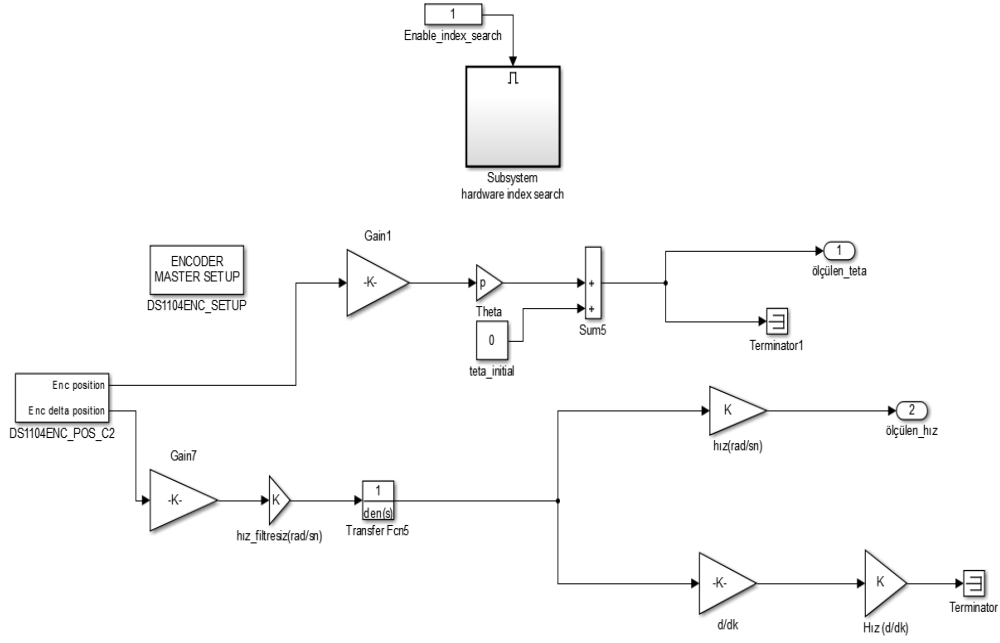 1
Enable_index_search
Subsystem
hardware index search
Gain1
-K-
ENCODER
MASTER SETUP
DS1104ENC_SETUP
p
Theta
+
+
Sum5
1
ölçülen_teta
0
teta_initial
Terminator1
Enc position
Enc delta position
DS1104ENC_POS_C2
K
hız(rad/sn)
2
ölçülen_hız
Gain7
-K-
K
hız_filtresiz(rad/sn)
1
den(s)
Transfer Fcn5
-K-
d/dk
K
Hız (d/dk)
Terminator